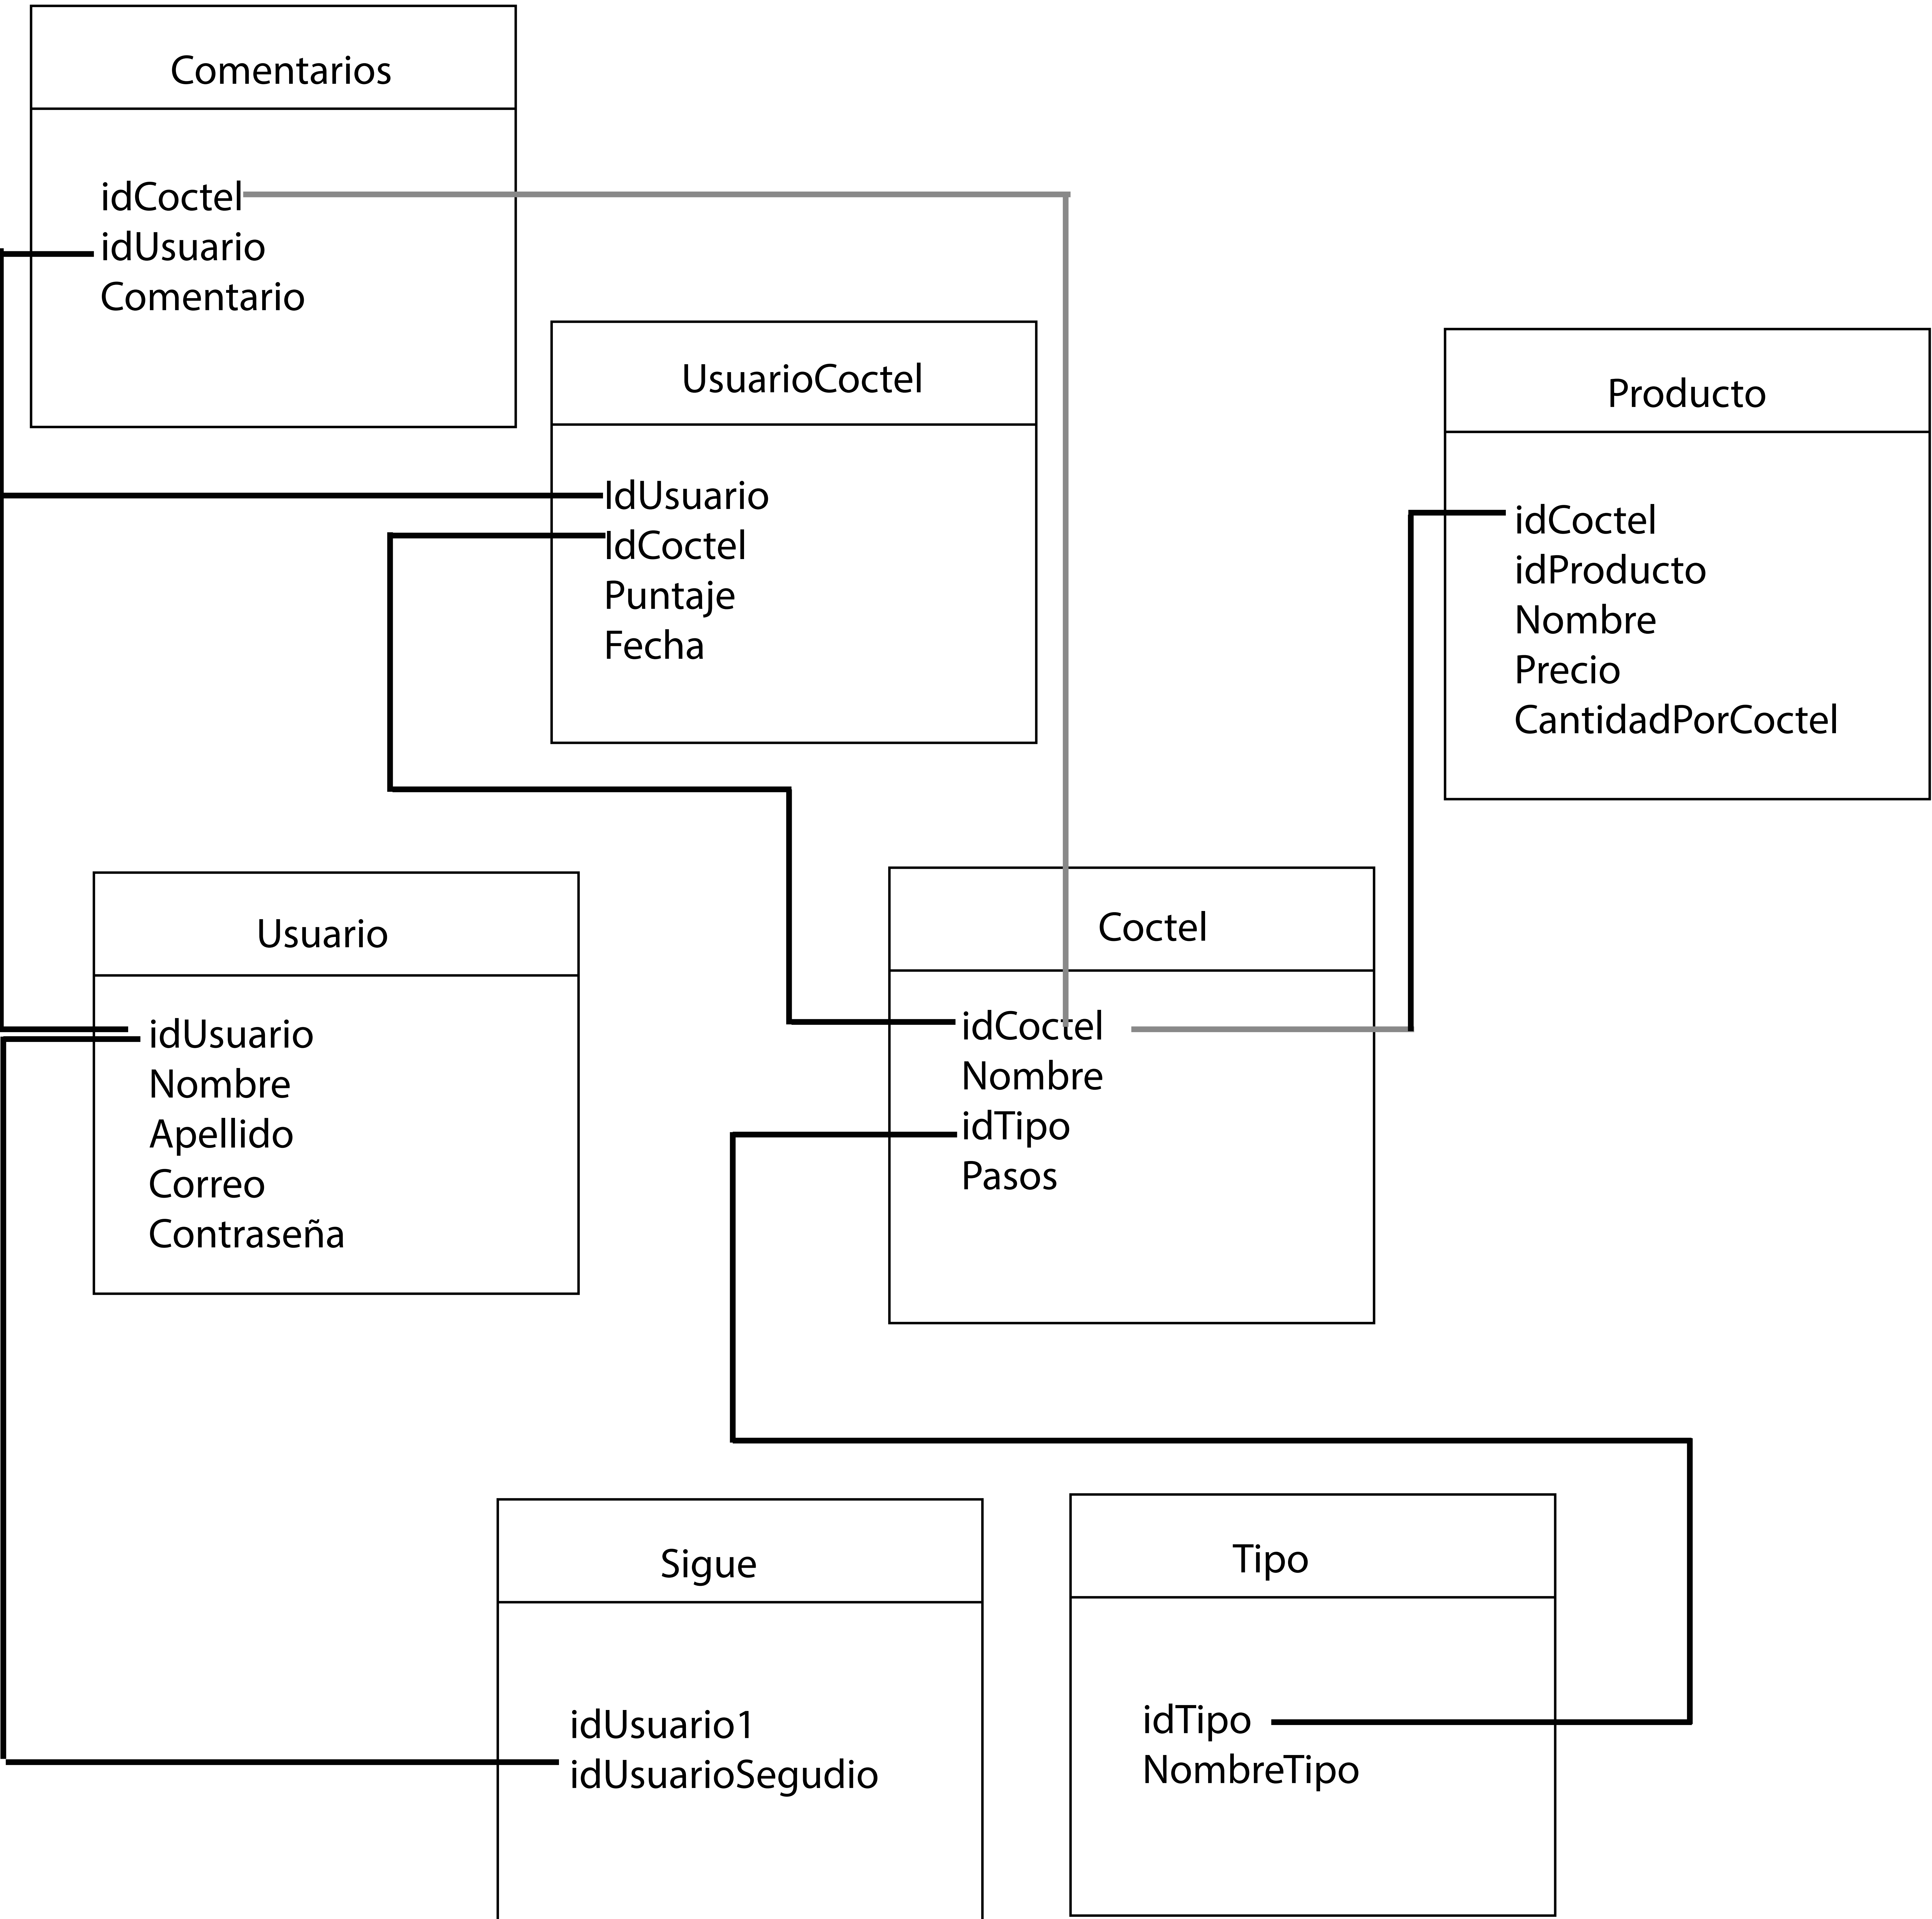 Comentarios
idCoctel
idUsuario
Comentario
UsuarioCoctel
IdUsuario
IdCoctel
Puntaje
Fecha
Producto
idCoctel
idProducto
Nombre
Precio
CantidadPorCoctel
Usuario
idUsuario
Nombre
Apellido
Correo
Contraseña
Coctel
idCoctel
Nombre
idTipo
Pasos
Sigue
idUsuario1
idUsuarioSegudio
Tipo
idTipo
NombreTipo